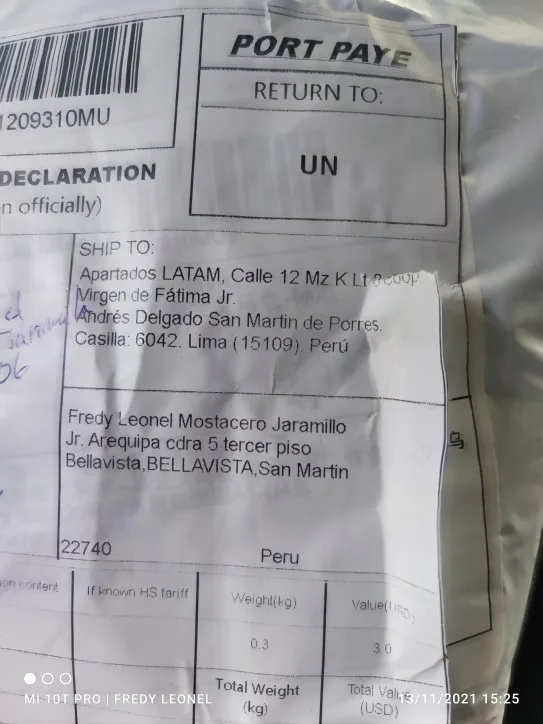 PORT PAYE
RETURN TO:
UN
1209310MU
DECLARATION
n officially)
SHIP TO:
Apartados LATAM, Calle 12 Mz K Lt
Virgen de Fátima Jr.
Andrés Delgado San Martin de Porres.
Casilla: 6042. Lima (15109). Perú
Fredy Leonel Mostacero Jaramillo
Jr. Arequipa cdra 5 tercer piso
Bellavista,BELLAVISTA,San Martin
乌
22740 Peru
content If known HS tariff Weight(kg) Value(USD)
0.3 3.0
Total Weight (kg) Total Value (USD)
MI 10T PRO | FREDY LEONEL 13/11/2021 15:25